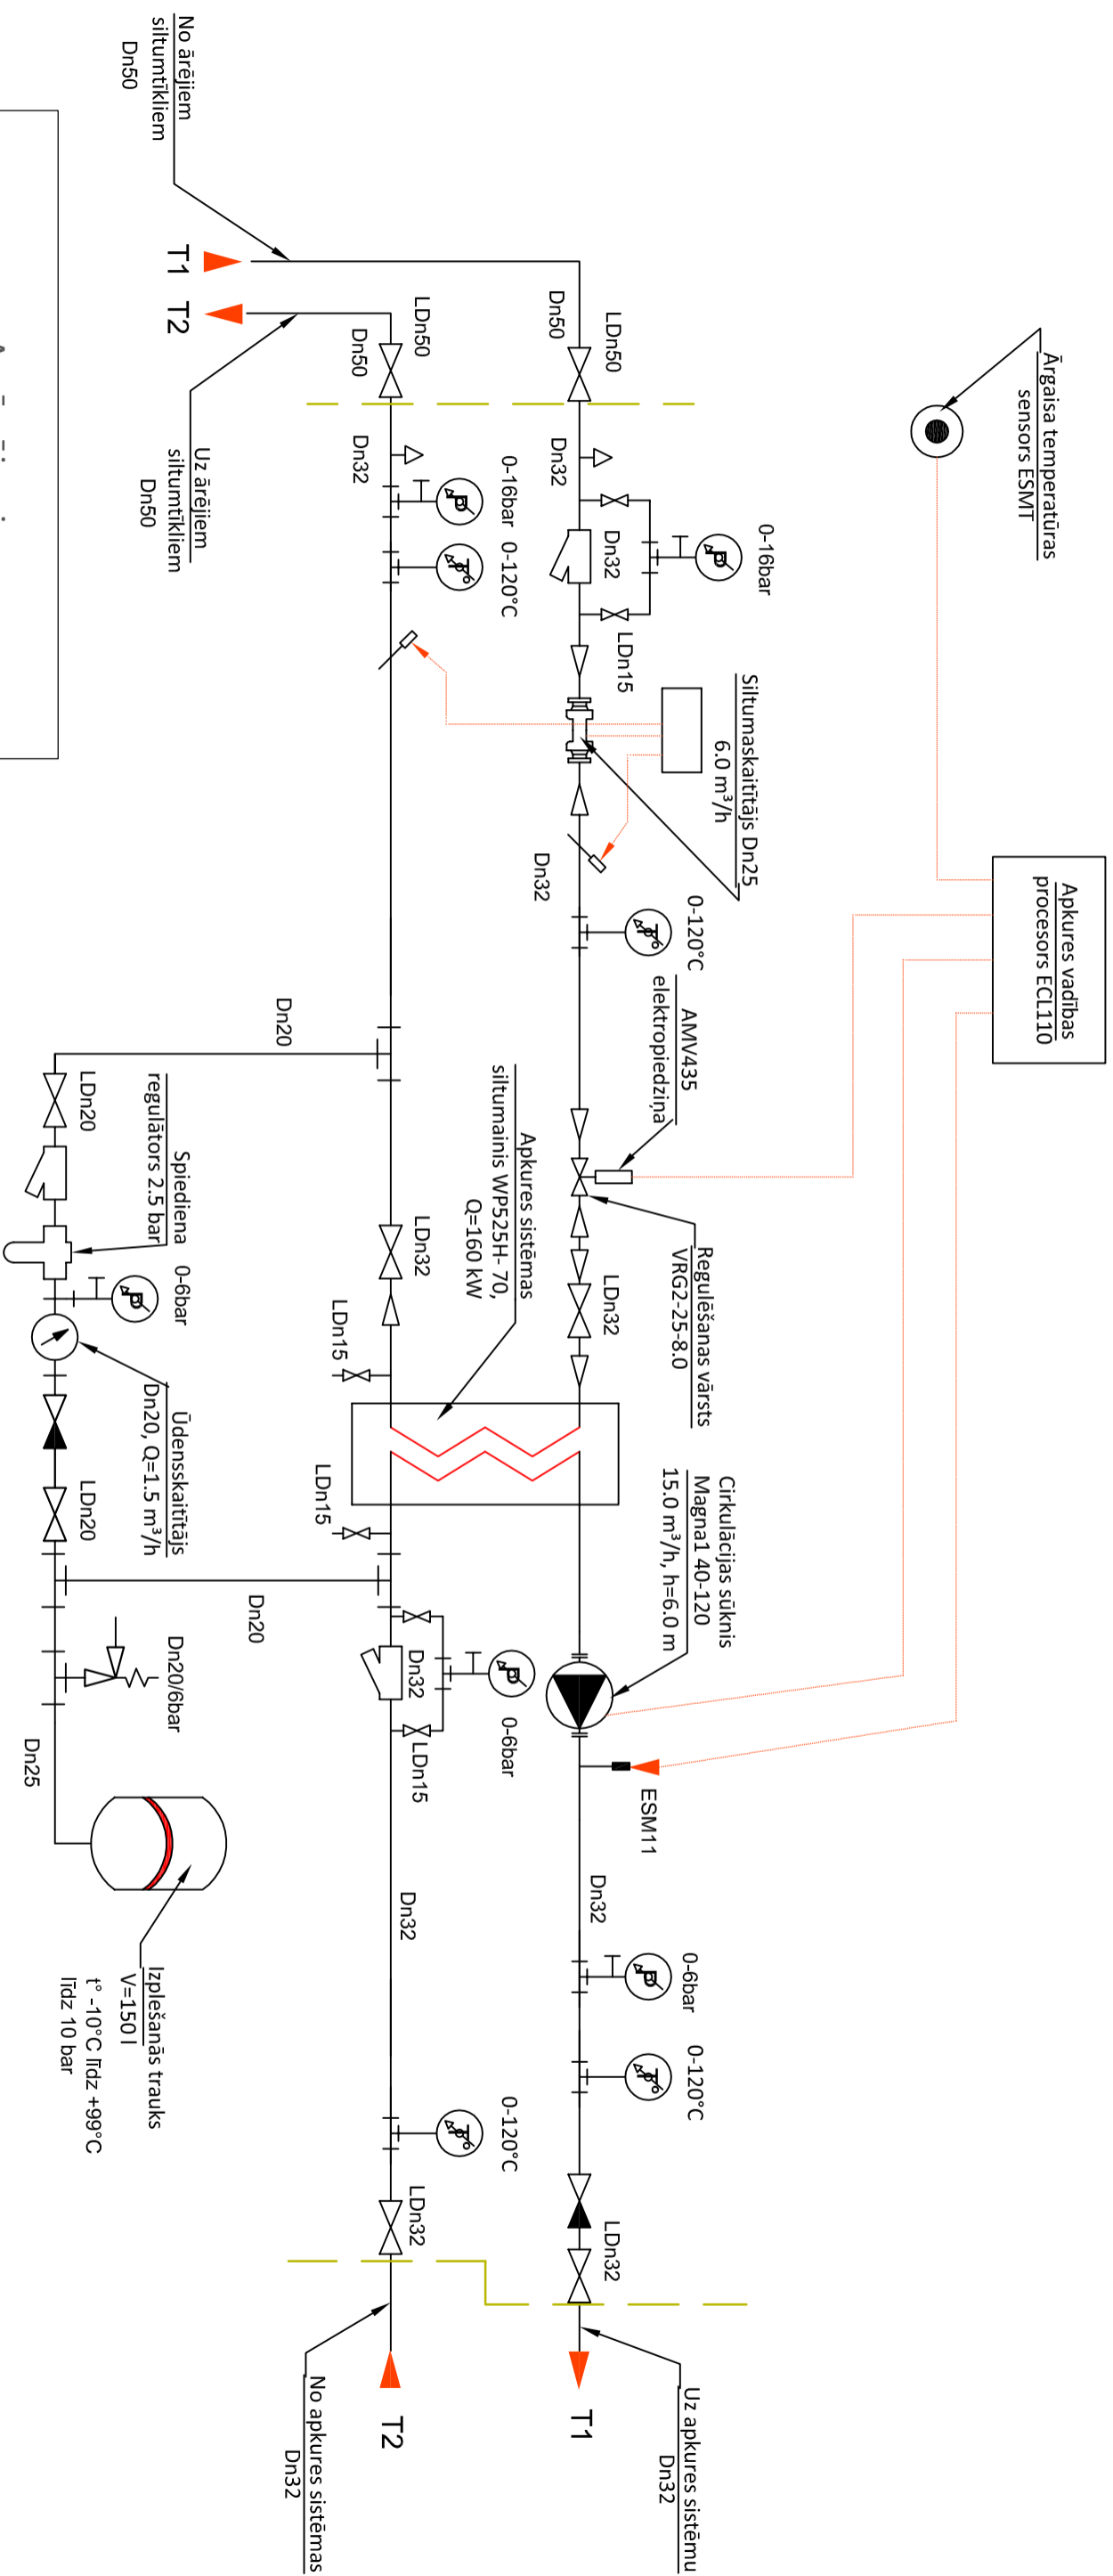 Ārgaisa temperatūras
sensors ESMT
Apkures vadības
procesors ECL110
No ārējiem
siltumtīkliem
Dn50
T1
T2
Uz ārējiem
siltumtīkliem
Dn50
LDn50
Dn50
LDn50
Dn50
Dn32
Dn32
0-16bar
P
Dn32
LDn15
0-16bar
P
0-120°C
T°
Siltumaskaitītājs Dn25
6.0 m³/h
Dn32
0-120°C
T°
AMV435
elektropiedziņa
Regulēšanas vārsts
VRG2-25-8.0
LDn32
Apkures sistēmas
siltumainis WP525H-70,
Q=160 kW
LDn32
LDn15
LDn15
Dn20
LDn20
Spiediena
regulātors 2.5 bar
0-6bar
P
Ūdensskaitītājs
Dn20, Q=1.5 m³/h
LDn20
Dn20
Dn20/6bar
Dn25
Izplešanās trauks
V=150 l
t° -10°C līdz +99°C
līdz 10 bar
Cirkulācijas sūknis
Magna1 40-120
15.0 m³/h, h=6.0 m
ESM11
Dn32
LDn15
0-6bar
P
Dn32
Dn32
0-6bar
P
0-120°C
T°
0-120°C
T°
LDn32
LDn32
T1
T2
Uz apkures sistēmu
Dn32
No apkures sistēmas
Dn32